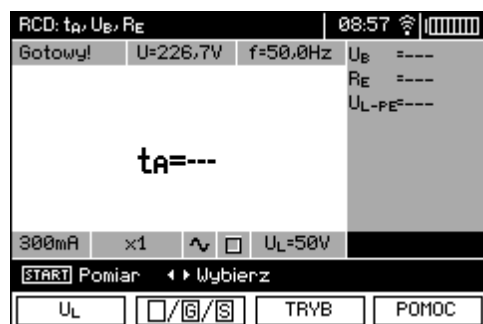 RCD: tA, UB, RE 08:57
Gotowy! U=226,7V f=50,0Hz
UB =---
RE =---
UL-PE=---
tA=---
300mA x1 ∿ □ UL=50V
START Pomiar ◂ ▸ Wybierz
UL □/G/S TRYB POMOC